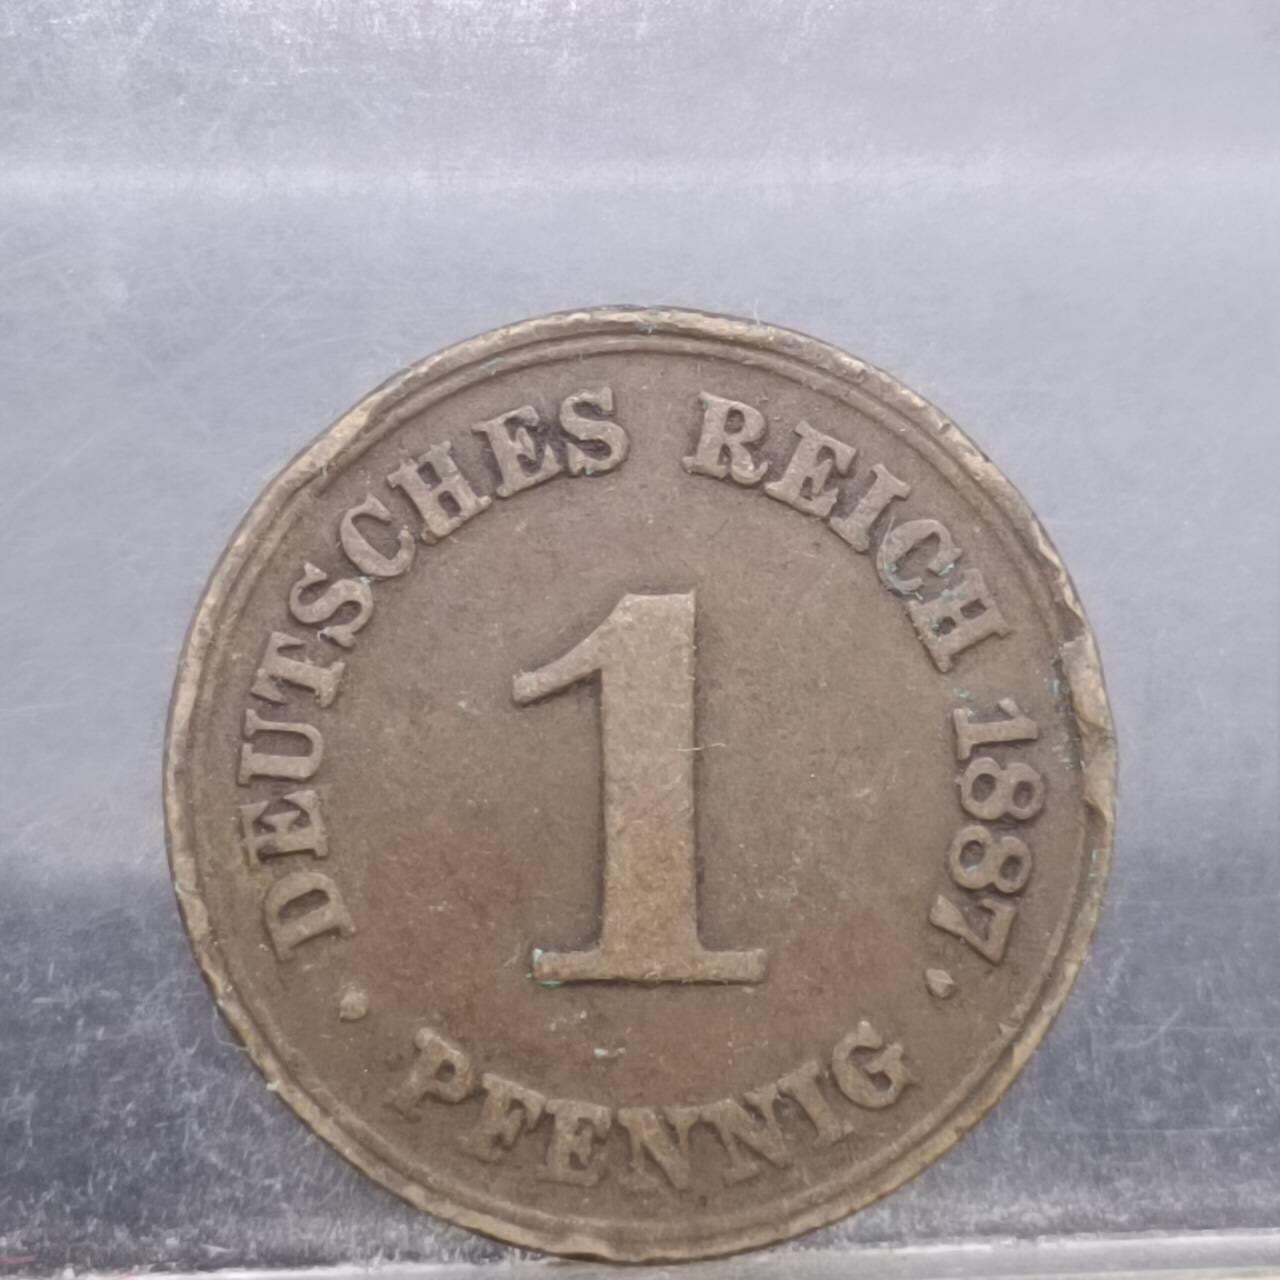 DEUTSCHES REICH 1887
1
PFENNIG